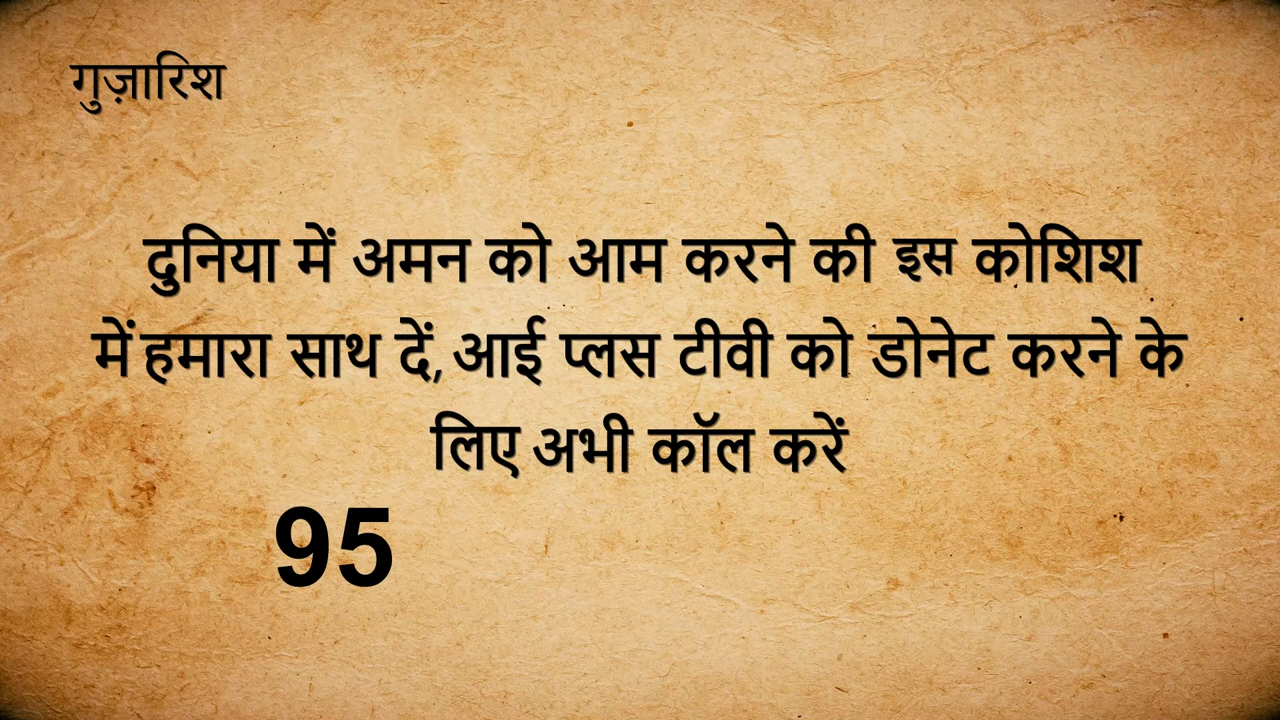 गुज़ारिश
दुनिया में अमन को आम करने की इस कोशिश
में हमारा साथ दें, आई प्लस टीवी को डोनेट करने के
लिए अभी कॉल करें
95